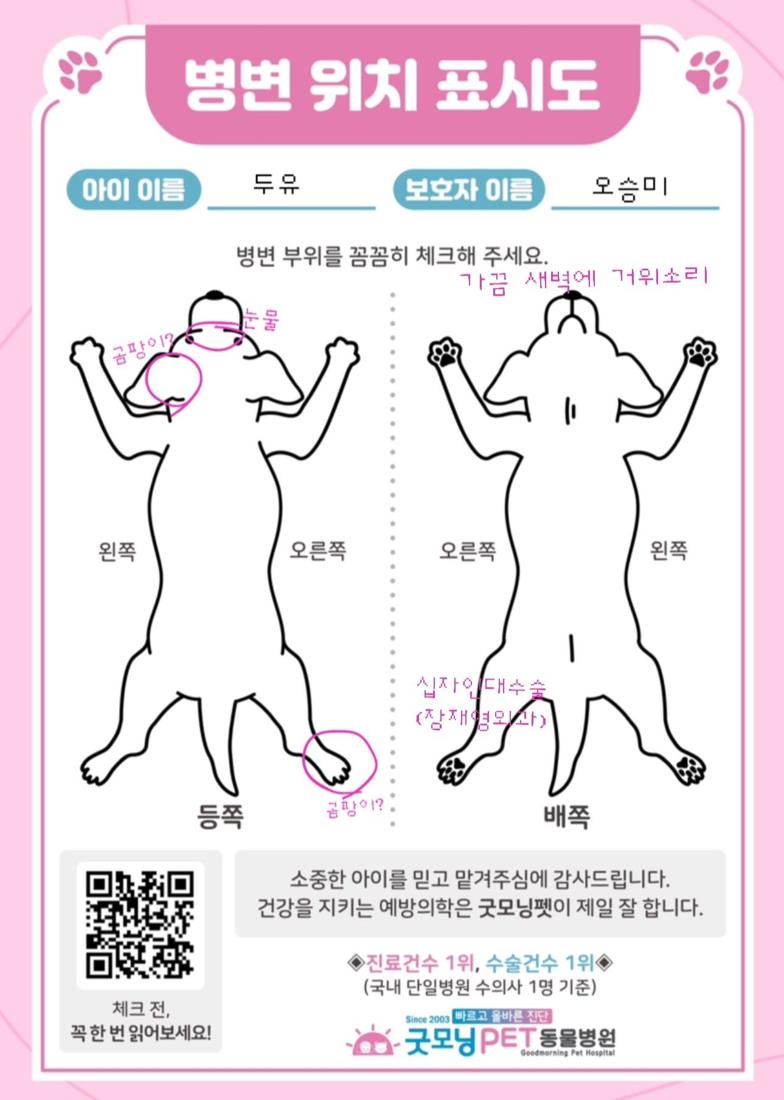 병변 위치 표시도
아이 이름 두유 보호자 이름 오승미
병변 부위를 꼼꼼히 체크해 주세요.
가끔 새벽에 거위소리
눈물
곰팡이?
왼쪽 오른쪽 오른쪽 왼쪽
십자인대수술
(장재영외과)
곰팡이?
등쪽 배쪽
소중한 아이를 믿고 맡겨주심에 감사드립니다.
건강을 지키는 예방의학은 굿모닝펫이 제일 잘 합니다.
◈진료건수 1위, 수술건수 1위◈
(국내 단일병원 수의사 1명 기준)
체크 전,
꼭 한 번 읽어보세요!
Since 2003 빠르고 올바른 진단
굿모닝PET동물병원
Goodmorning Pet Hospital